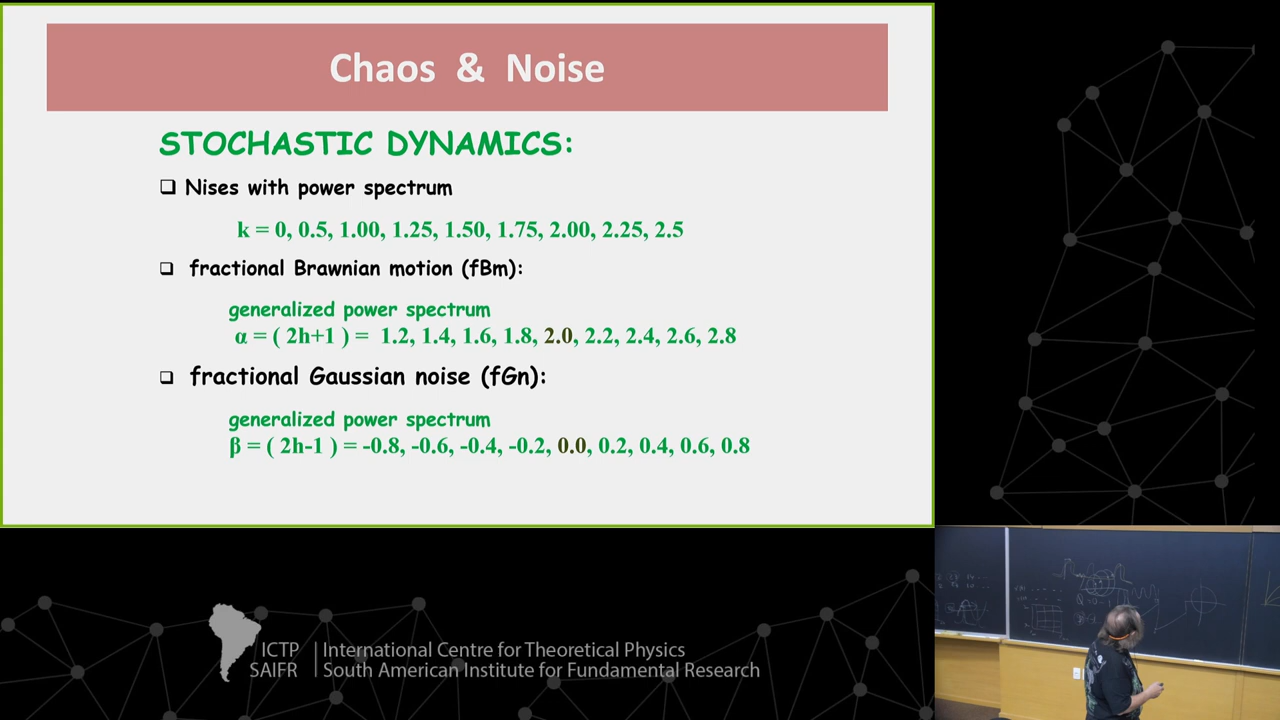 Chaos & Noise
STOCHASTIC DYNAMICS:
Nises with power spectrum
k = 0, 0.5, 1.00, 1.25, 1.50, 1.75, 2.00, 2.25, 2.5
fractional Brawnian motion (fBm):
generalized power spectrum
α = ( 2h+1 ) = 1.2, 1.4, 1.6, 1.8, 2.0, 2.2, 2.4, 2.6, 2.8
fractional Gaussian noise (fGn):
generalized power spectrum
β = ( 2h-1 ) = -0.8, -0.6, -0.4, -0.2, 0.0, 0.2, 0.4, 0.6, 0.8
ICTP
SAIFR
International Centre for Theoretical Physics
South American Institute for Fundamental Research